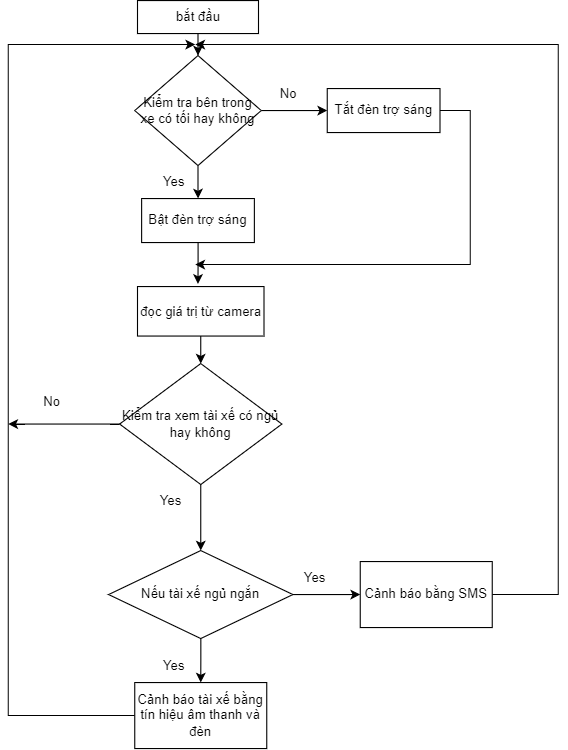 bắt đầu
Kiểm tra bên trong
xe có tối hay không
No
Tắt đèn trợ sáng
Yes
Bật đèn trợ sáng
đọc giá trị từ camera
No
Kiểm tra xem tài xế có ngủ
hay không
Yes
Nếu tài xế ngủ ngắn
Yes
Cảnh báo bằng SMS
Yes
Cảnh báo tài xế bằng
tín hiệu âm thanh và
đèn